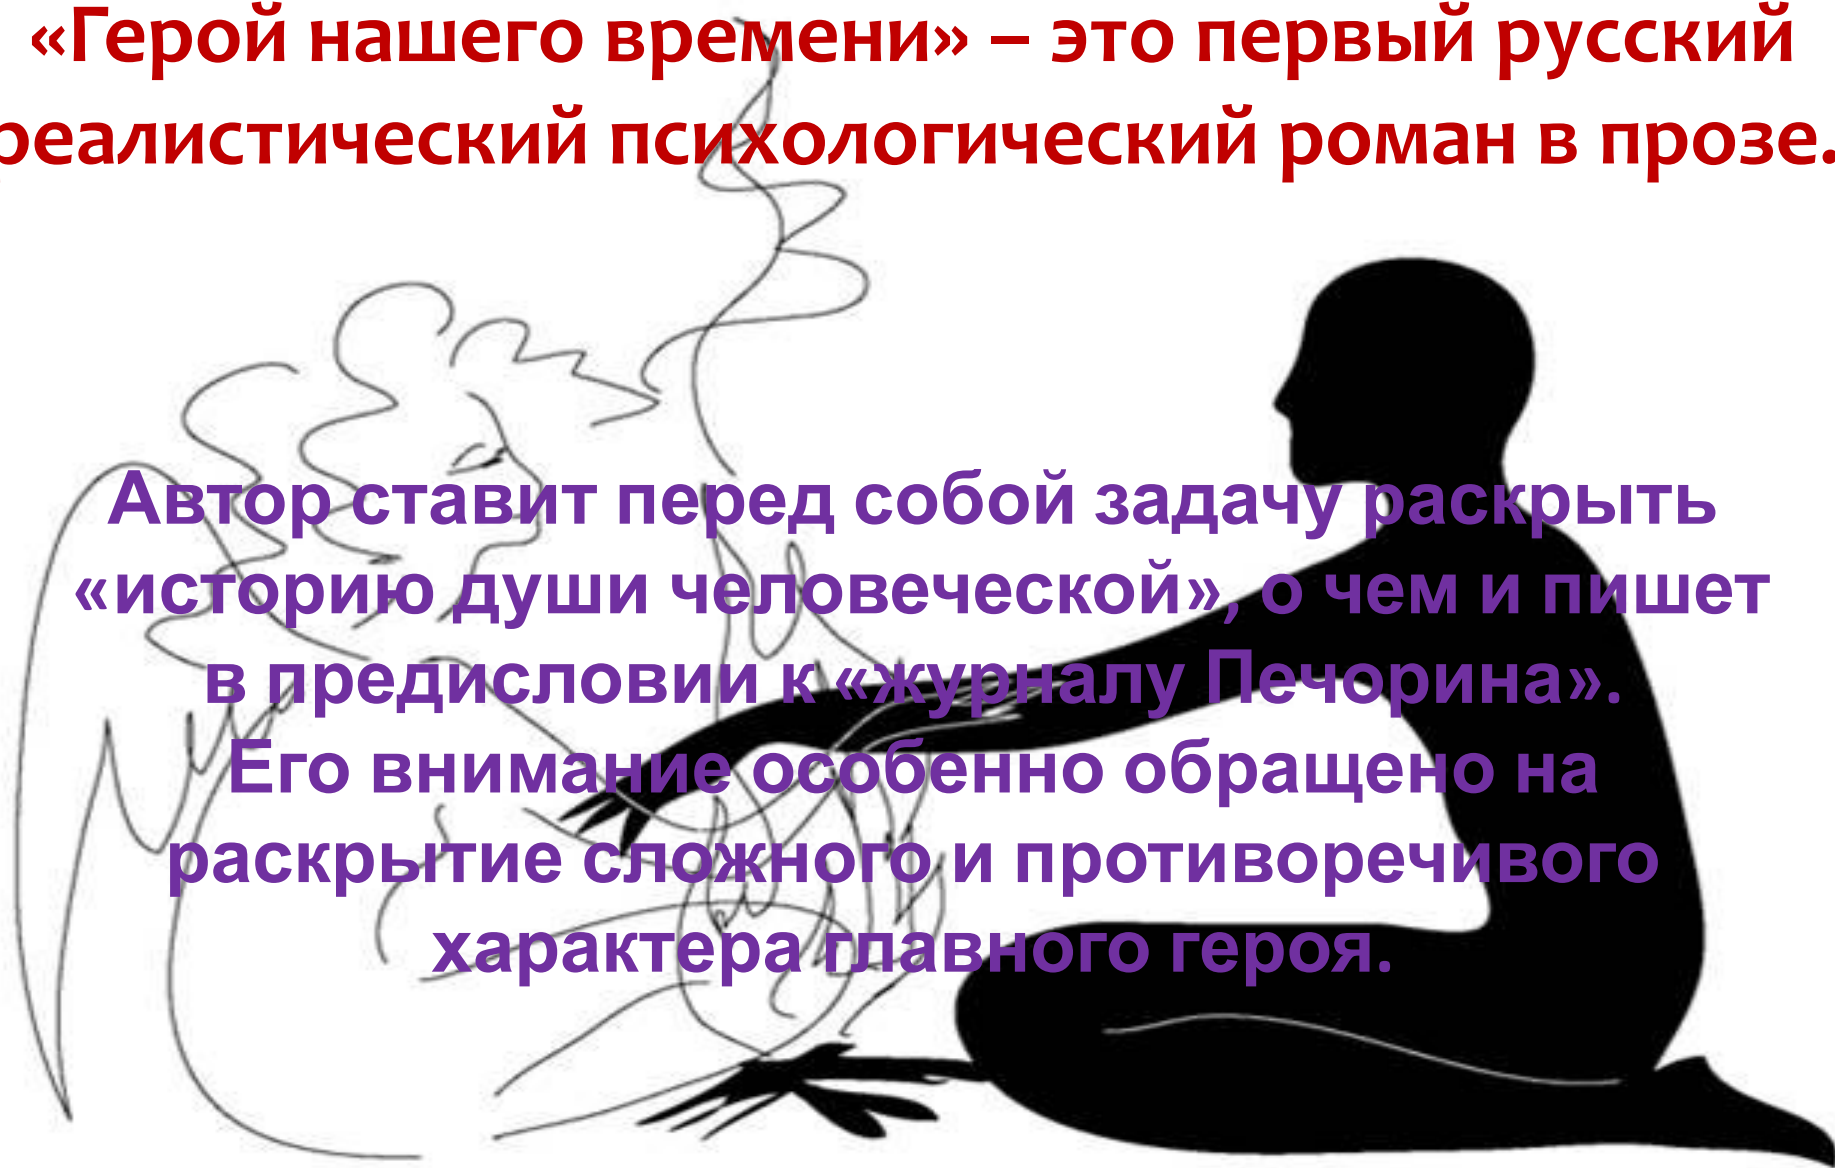 «Герой нашего времени» – это первый русский
реалистический психологический роман в прозе.
Автор ставит перед собой задачу раскрыть
«историю души человеческой», о чем и пишет
в предисловии к «журналу Печорина».
Его внимание особенно обращено на
раскрытие сложного и противоречивого
характера главного героя.